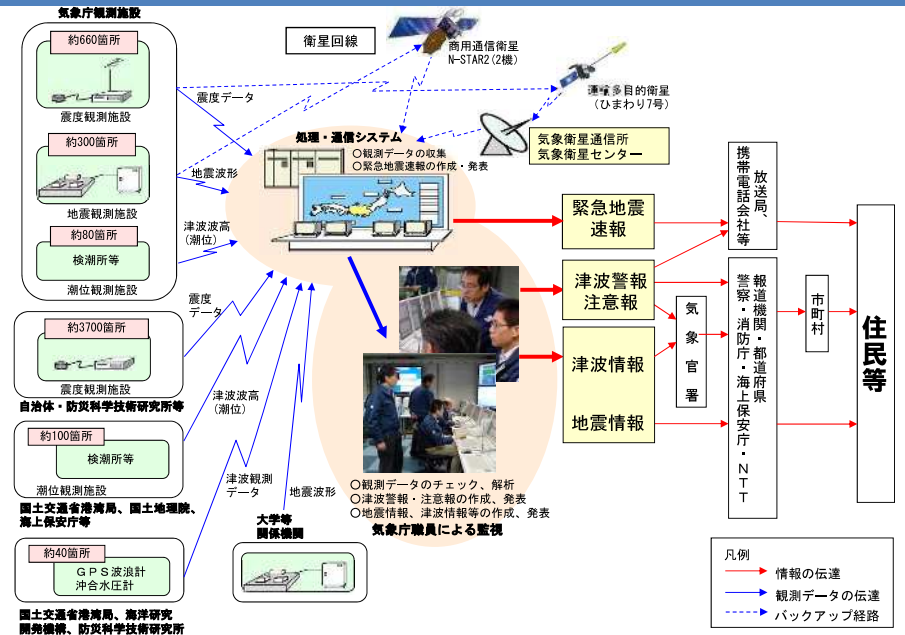 気象庁観測施設
約660箇所
震度観測施設
約300箇所
地震観測施設
約80箇所
検潮所等
潮位観測施設
約3700箇所
震度観測施設
自治体・防災科学技術研究所等
約100箇所
検潮所等
潮位観測施設
国土交通省港湾局、国土地理院、
海上保安庁等
約40箇所
GPS波浪計
沖合水圧計
国土交通省港湾局、海洋研究
開発機構、防災科学技術研究所
衛星回線
商用通信衛星
N-STAR2(2機)
運輸多目的衛星
(ひまわり7号)
気象衛星通信所
気象衛星センター
震度データ
地震波形
津波波高
(潮位)
震度
データ
津波波高
(潮位)
津波観測
データ
地震波形
大学等
関係機関
処理・通信システム
○観測データの収集
○緊急地震速報の作成・発表
○観測データのチェック、解析
○津波警報・注意報の作成、発表
○地震情報、津波情報等の作成、発表
気象庁職員による監視
緊急地震
速報
津波警報
注意報
津波情報
地震情報
気象官署
放送局、
携帯電話会社等
報道機関・都道府県
警察・消防庁・海上保安庁・NTT
市町村
住民等
凡例
情報の伝達
観測データの伝達
バックアップ経路